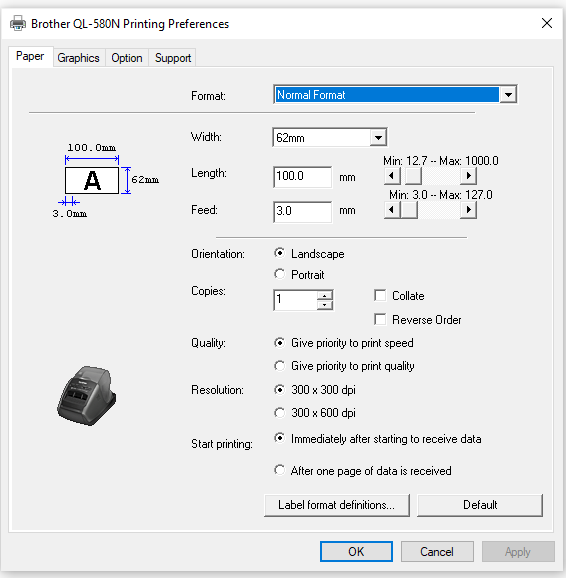 Brother QL-580N Printing Preferences
Paper Graphics Option Support
Format: Normal Format
Width: 62mm
100.0mm
A
62mm
3.0mm
Length: 100.0 mm
Min: 12.7 -- Max: 1000.0
Feed: 3.0 mm
Min: 3.0 -- Max: 127.0
Orientation: Landscape
Portrait
Copies: 1
Collate
Reverse Order
Quality: Give priority to print speed
Give priority to print quality
Resolution: 300 x 300 dpi
300 x 600 dpi
Start printing: Immediately after starting to receive data
After one page of data is received
Label format definitions... Default
OK Cancel Apply